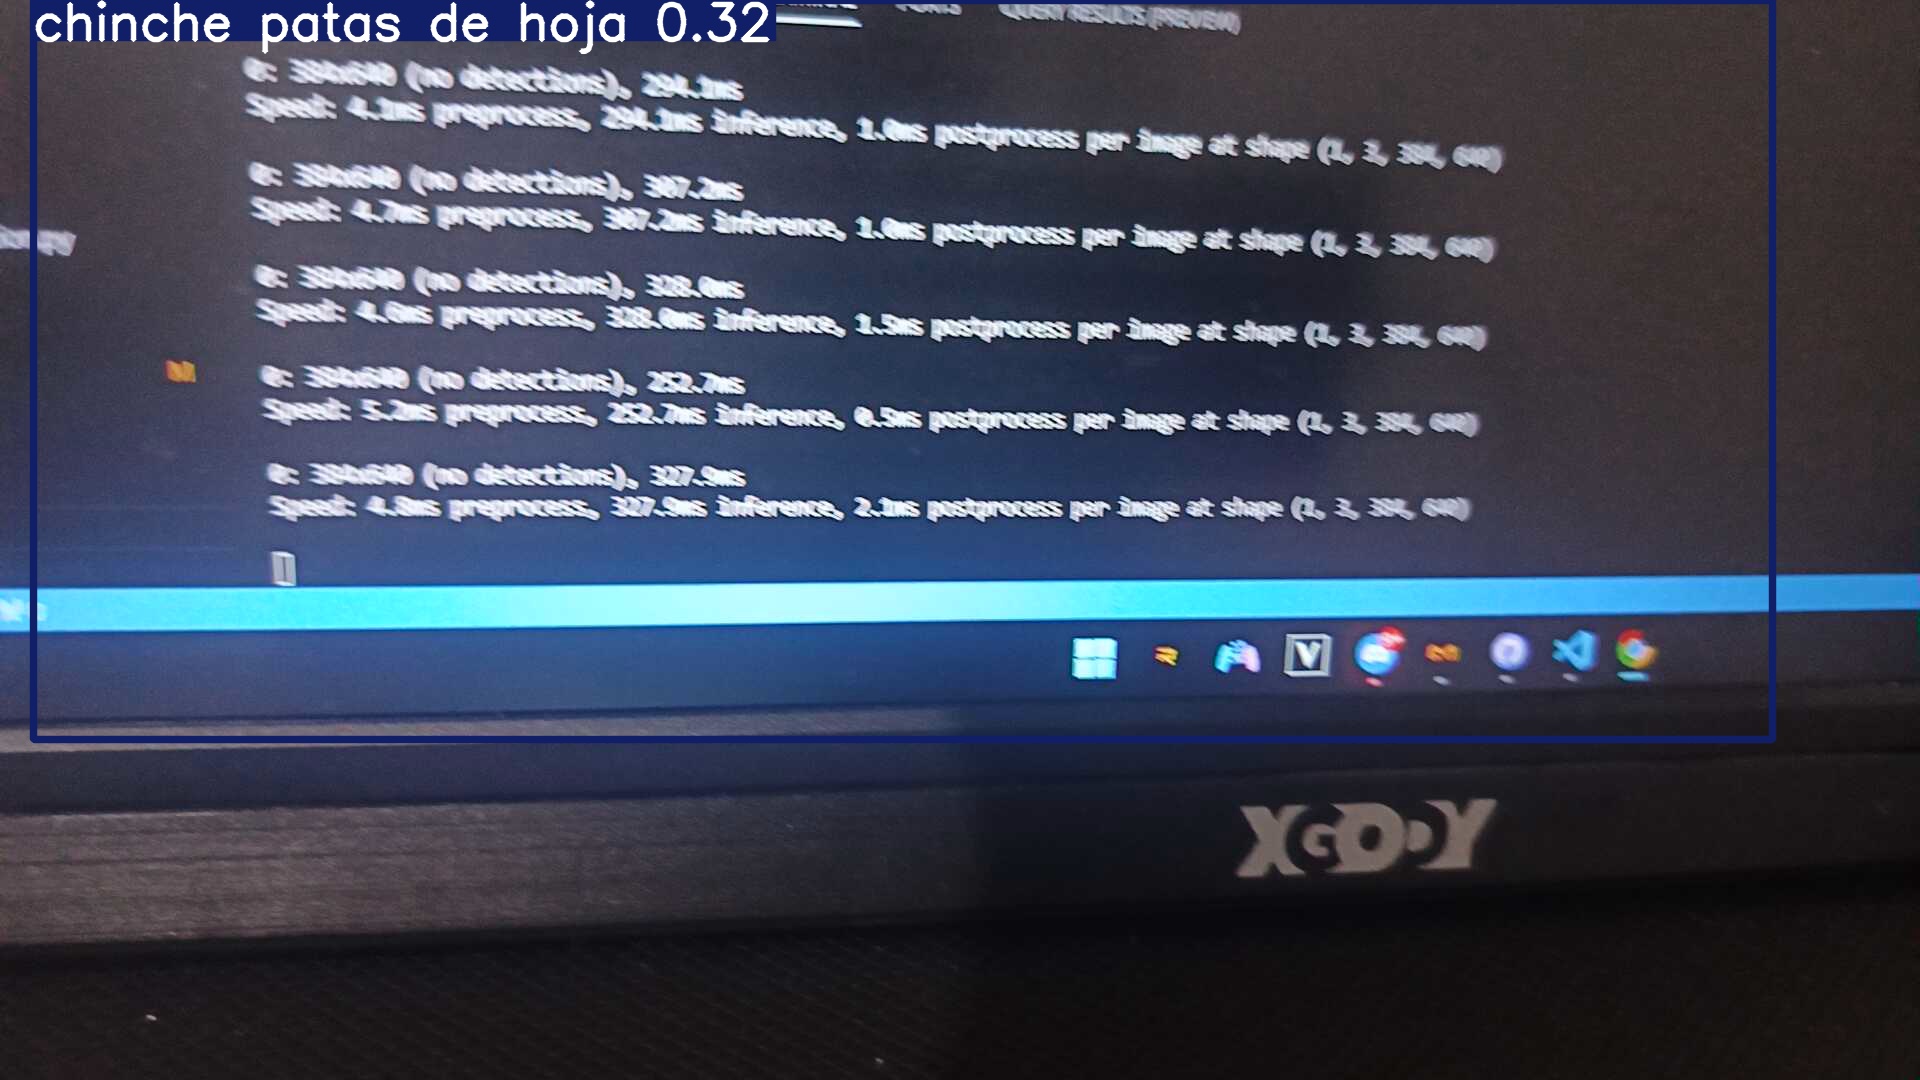 chinche patas de hoja 0.32
PORTS QUERY RESULTS (PREVIEW)
0: 384x640 (no detections), 294.1ms
Speed: 4.1ms preprocess, 294.1ms inference, 1.0ms postprocess per image at shape (1, 3, 384, 640)
0: 384x640 (no detections), 307.2ms
Speed: 4.7ms preprocess, 307.2ms inference, 1.0ms postprocess per image at shape (1, 3, 384, 640)
0: 384x640 (no detections), 328.0ms
Speed: 4.6ms preprocess, 328.0ms inference, 1.5ms postprocess per image at shape (1, 3, 384, 640)
M
0: 384x640 (no detections), 252.7ms
Speed: 5.2ms preprocess, 252.7ms inference, 0.5ms postprocess per image at shape (1, 3, 384, 640)
0: 384x640 (no detections), 327.9ms
Speed: 4.8ms preprocess, 327.9ms inference, 2.1ms postprocess per image at shape (1, 3, 384, 640)
V
XGODY